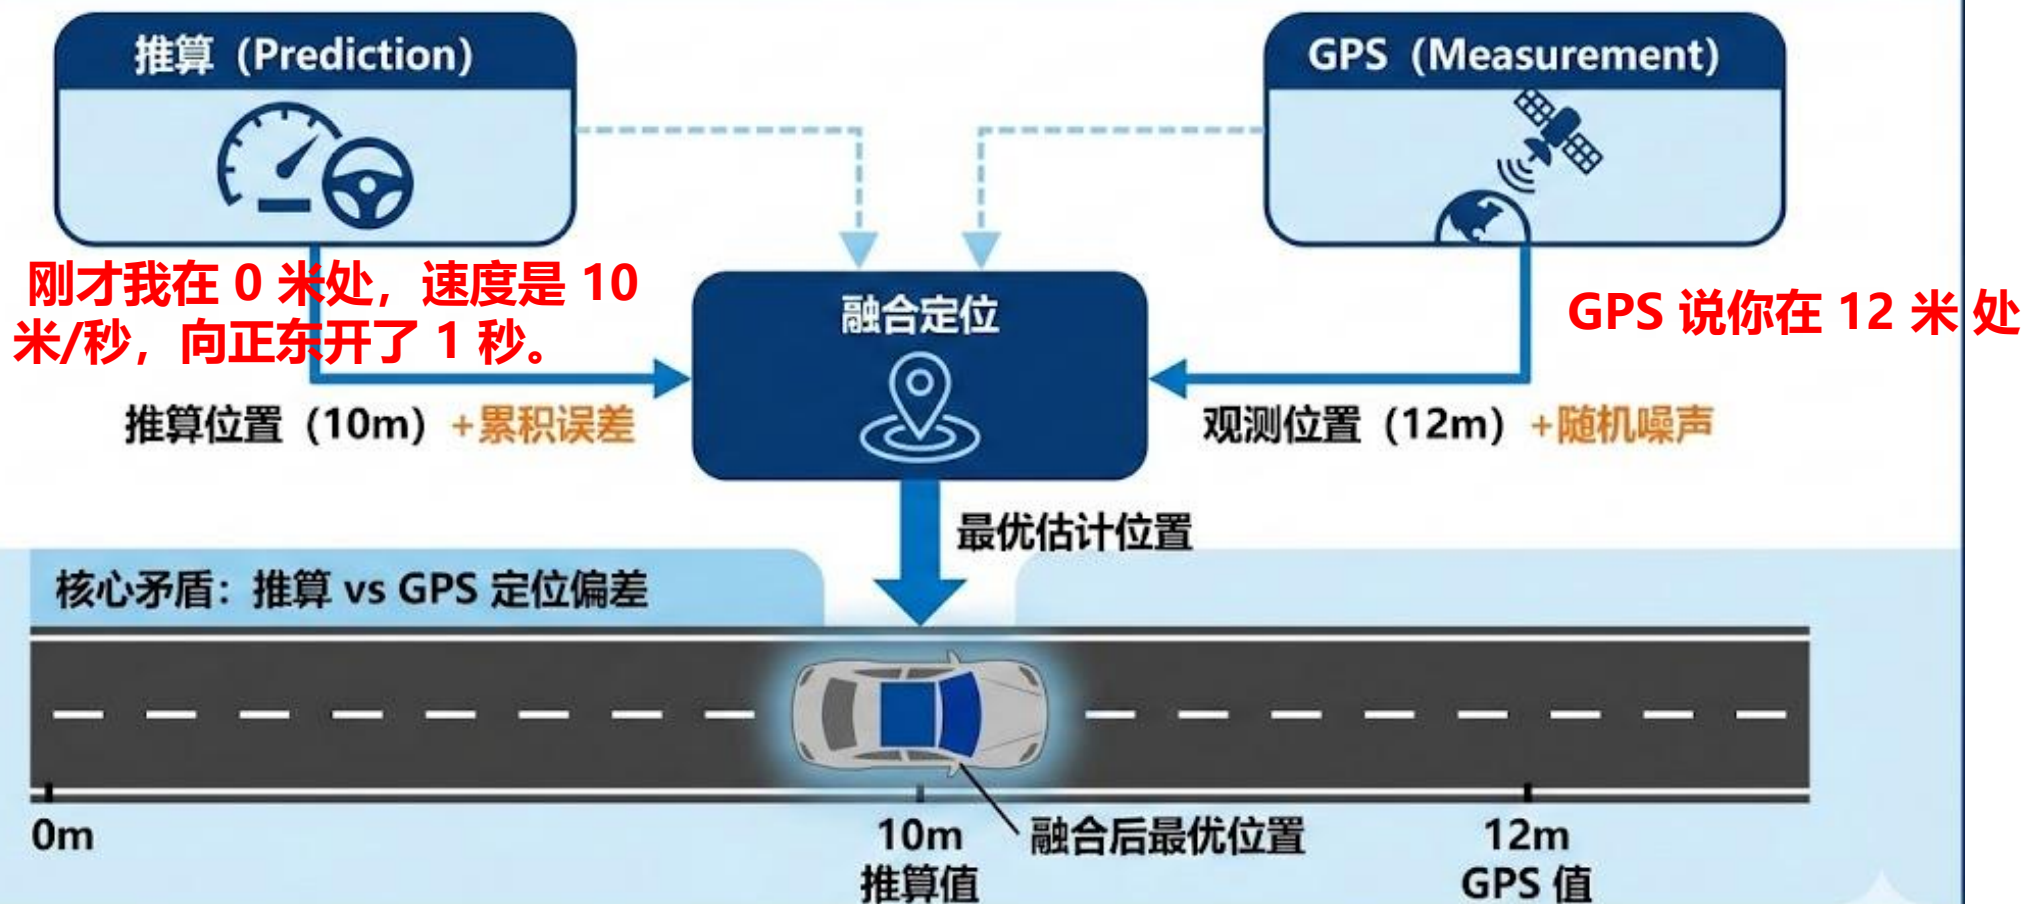 推算（Prediction）
GPS（Measurement）
刚才我在 0 米处，速度是 10
米/秒，向正东开了 1 秒。
GPS 说你在 12 米 处
融合定位
推算位置（10m）+累积误差
观测位置（12m）+随机噪声
最优估计位置
核心矛盾：推算 vs GPS 定位偏差
0m
10m
推算值
融合后最优位置
12m
GPS 值